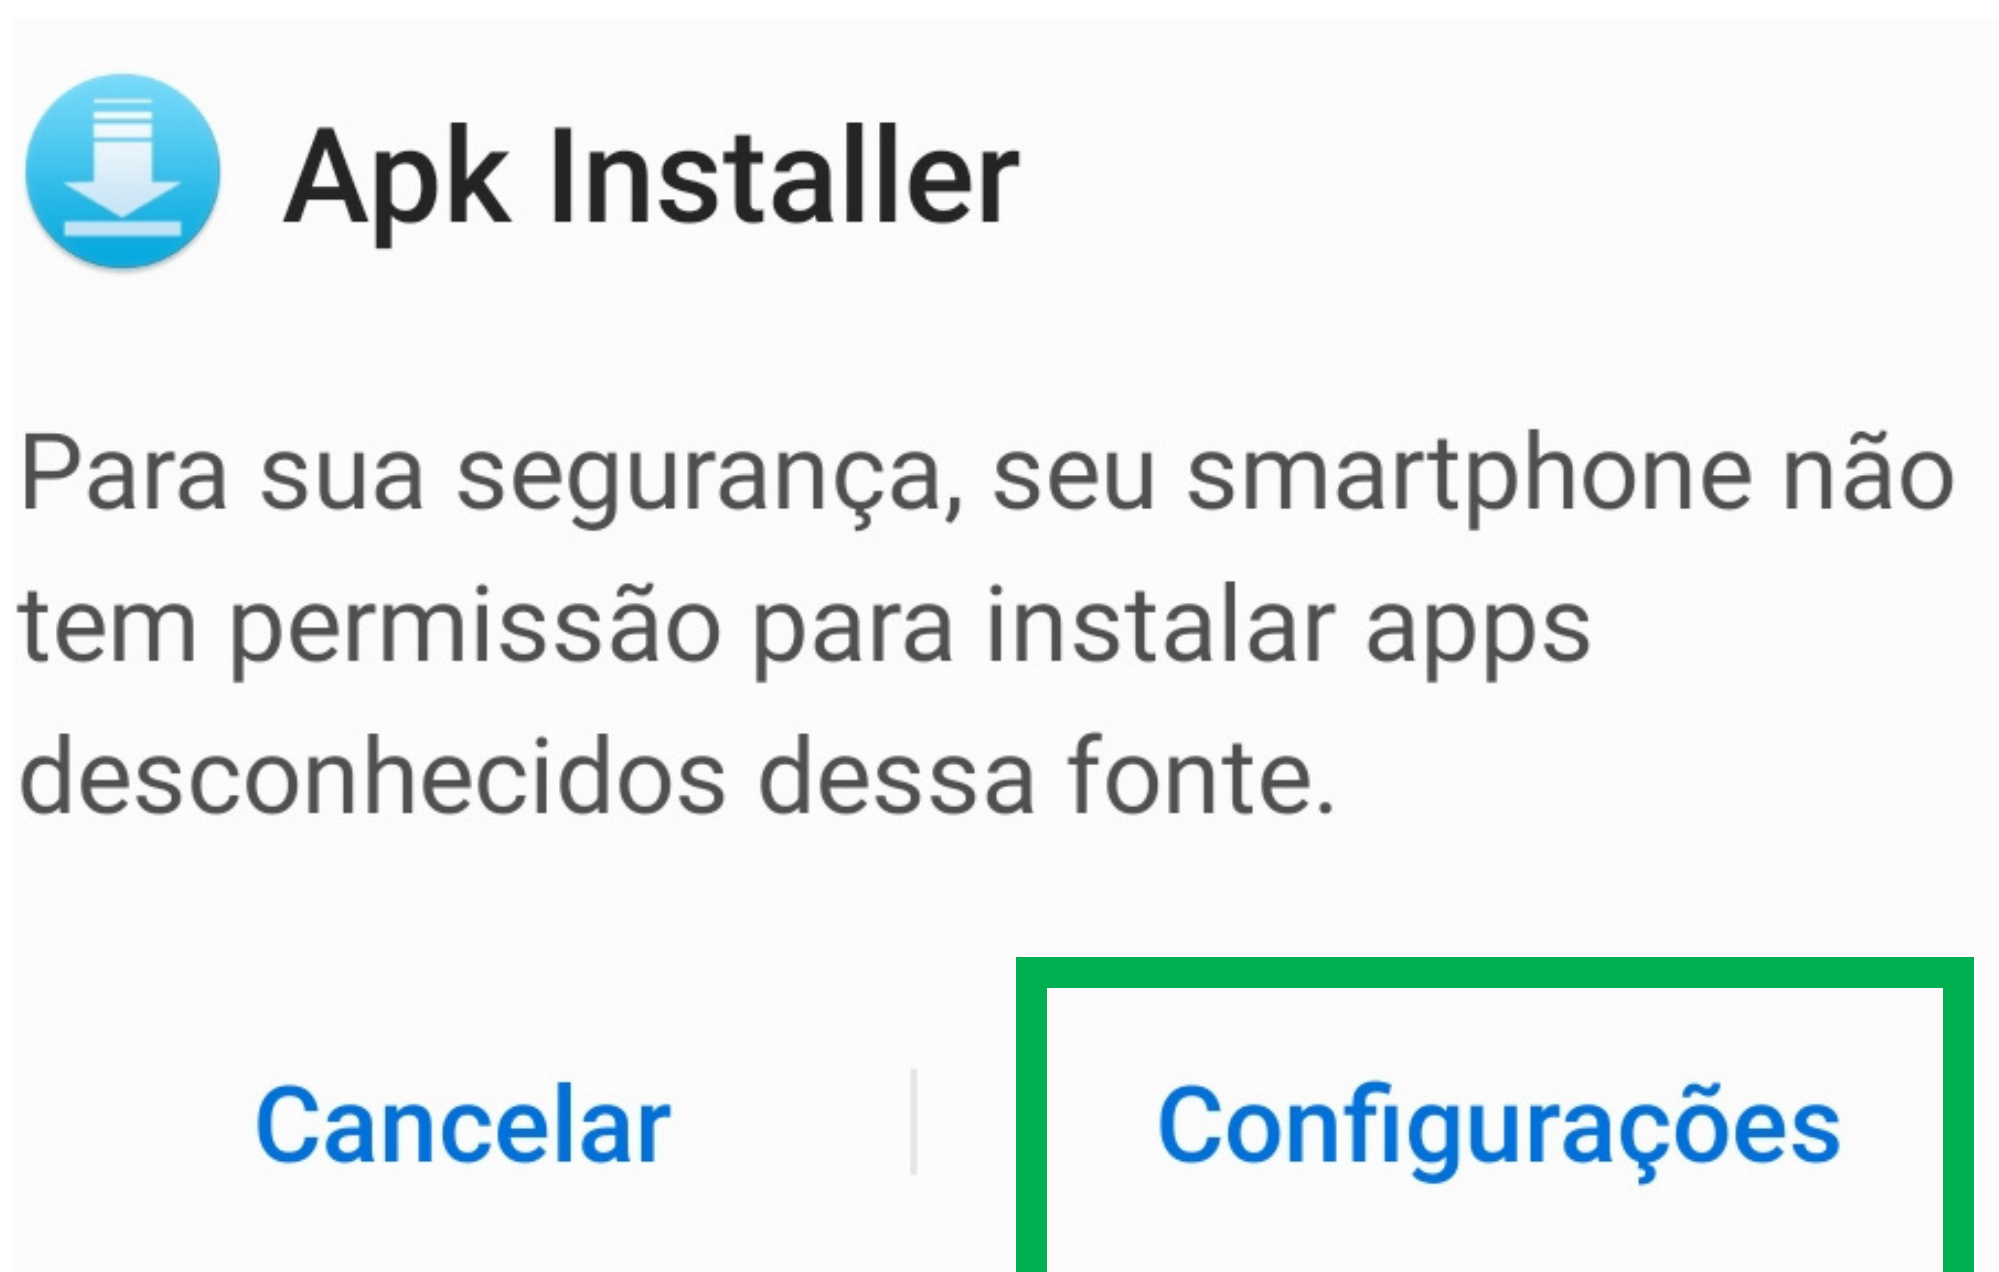 Apk Installer
Para sua segurança, seu smartphone não
tem permissão para instalar apps
desconhecidos dessa fonte.
Cancelar
Configurações